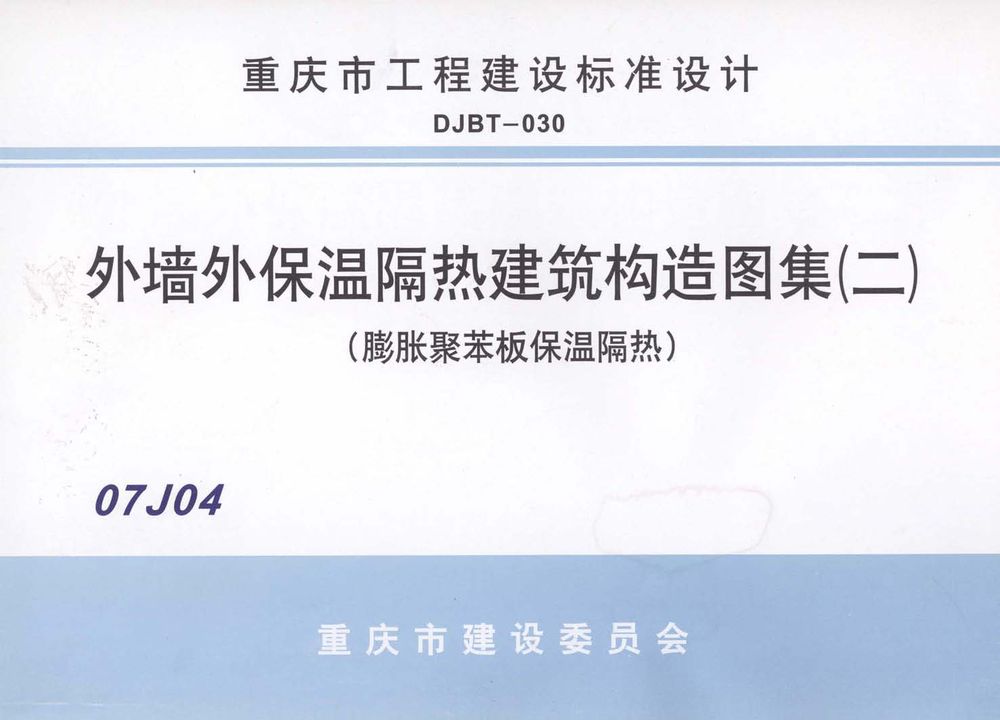 重庆市工程建设标准设计
DJBT-030
外墙外保温隔热建筑构造图集(二)
（膨胀聚苯板保温隔热）
07J04
重庆市建设委员会